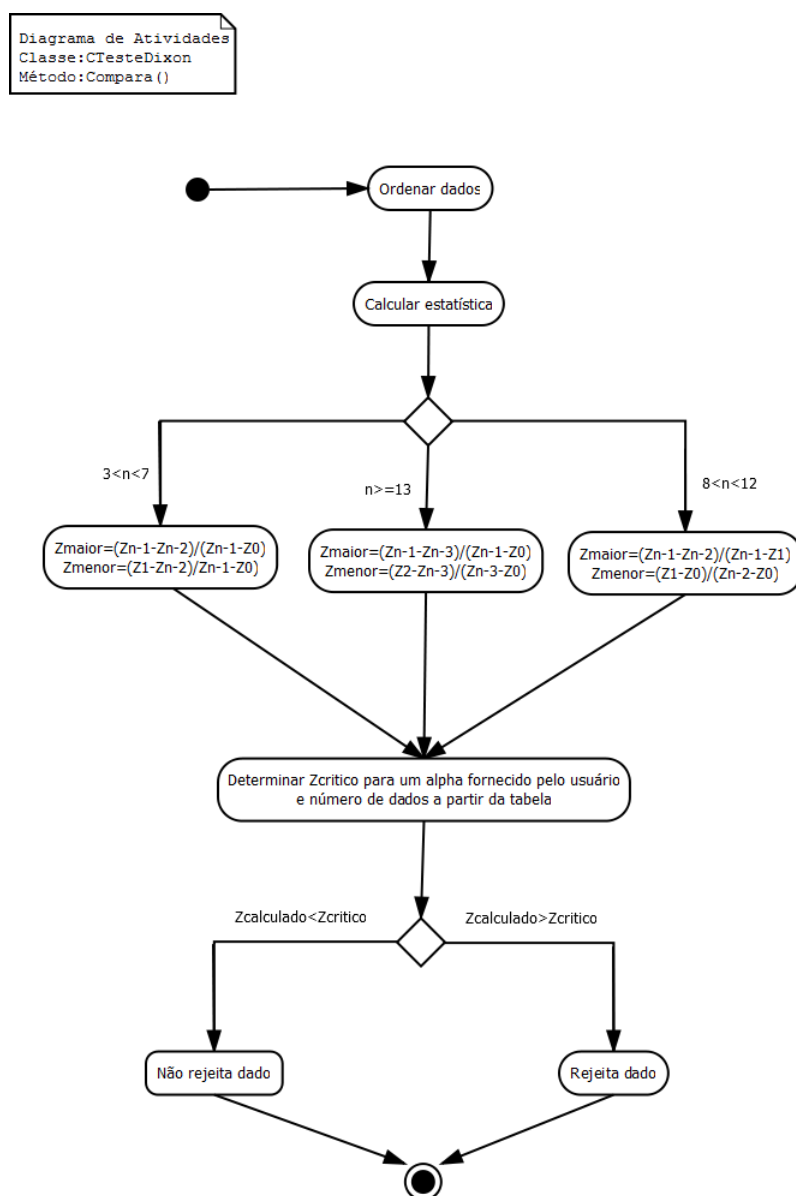 Diagrama de Atividades
Classe:CTesteDixon
Método:Compara()
Ordenar dados
Calcular estatística
3<n<7
n>=13
8<n<12
Zmaior=(Zn-1-Zn-2)/(Zn-1-Z0)
Zmenor=(Z1-Zn-2)/Zn-1-Z0)
Zmaior=(Zn-1-Zn-3)/(Zn-1-Z0)
Zmenor=(Z2-Zn-3)/(Zn-3-Z0)
Zmaior=(Zn-1-Zn-2)/(Zn-1-Z1)
Zmenor=(Z1-Z0)/(Zn-2-Z0)
Determinar Zcritico para um alpha fornecido pelo usuário
e número de dados a partir da tabela
Zcalculado<Zcritico
Zcalculado>Zcritico
Não rejeita dado
Rejeita dado